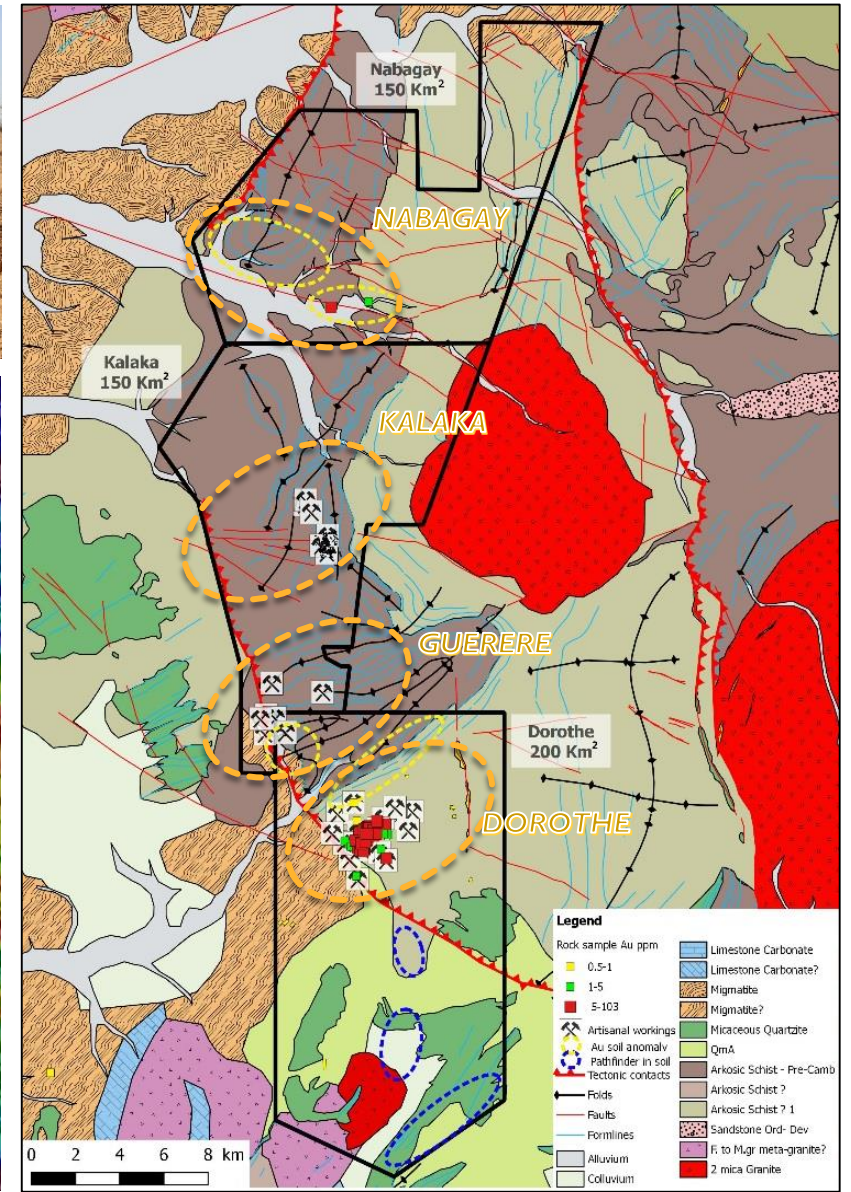 Nabagay
150 Km²
NABAGAY
Kalaka
150 Km²
KALAKA
GUERERE
Dorothe
200 Km²
DOROTHE
Legend
Rock sample Au ppm
0.5-1
1-5
5-103
Artisanal workings
Au soil anomaly
Pathfinder in soil
Tectonic contacts
Folds
Faults
Formlines
Alluvium
Colluvium
Limestone Carbonate
Limestone Carbonate?
Migmatite
Migmatite?
Micaceous Quartzite
QmA
Arkosic Schist - Pre-Camb
Arkosic Schist ?
Arkosic Schist ? 1
Sandstone Ord- Dev
F. to M.gr meta-granite?
2 mica Granite
0 2 4 6 8 km